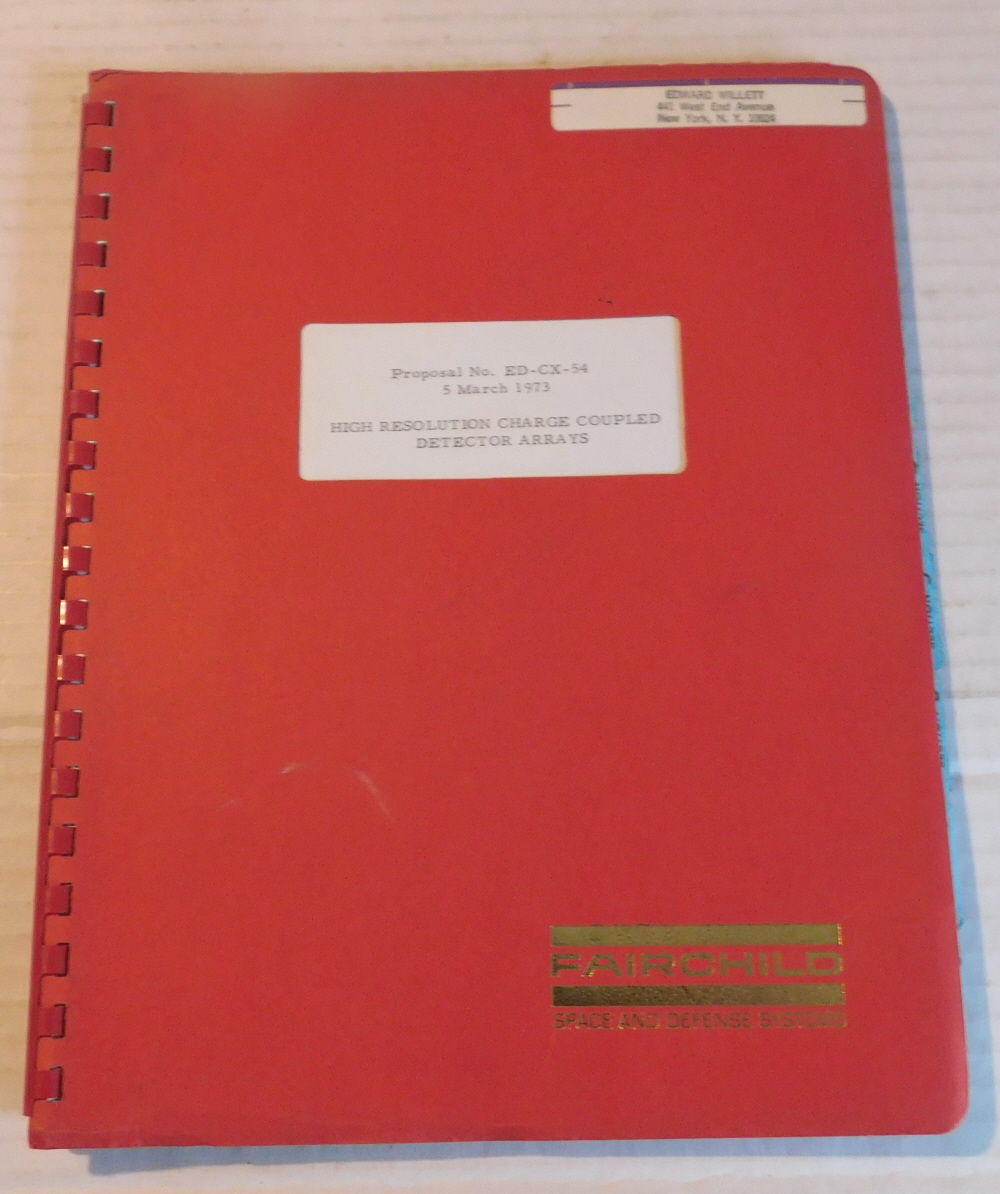 EDWARD WILLETT
441 West End Avenue
New York, N. Y. 10024
Proposal No. ED-CX-54
5 March 1973
HIGH RESOLUTION CHARGE COUPLED
DETECTOR ARRAYS
FAIRCHILD
SPACE AND DEFENSE SYSTEMS